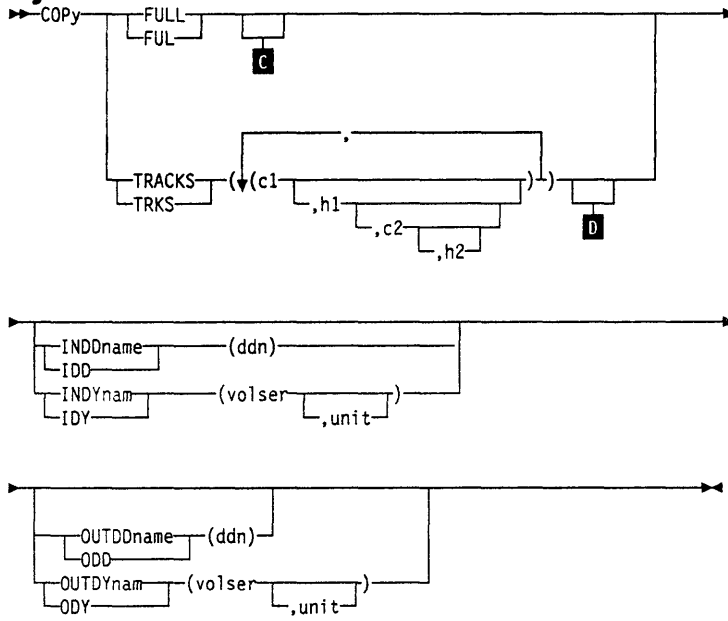 COPy FULL
FUL
C
,
TRACKS ( (c1 ) )
TRKS ,h1
,c2
,h2
D
INDDname (ddn)
IDD
INDYnam (volser )
IDY ,unit
OUTDDname (ddn)
ODD
OUTDYnam (volser )
ODY ,unit